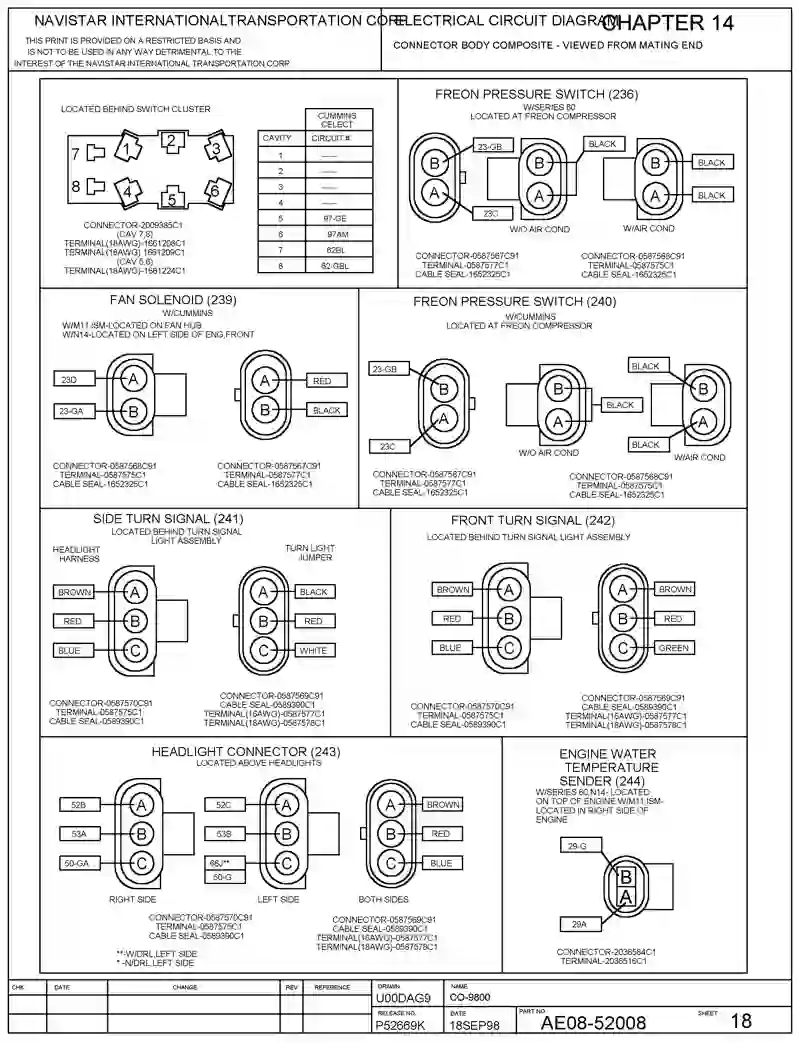 NAVISTAR INTERNATIONALTRANSPORTATION CORP
ELECTRICAL CIRCUIT DIAGRAM
CHAPTER 14
THIS PRINT IS PROVIDED ON A RESTRICTED BASIS AND
IS NOT TO BE USED IN ANY WAY DETRIMENTAL TO THE
INTEREST OF THE NAVISTAR INTERNATIONAL TRANSPORTATION CORP
CONNECTOR BODY COMPOSITE - VIEWED FROM MATING END
LOCATED BEHIND SWITCH CLUSTER
7 1 2 3
8 4 5 6
CONNECTOR-2009385C1
(CAV 7,8)
TERMINAL(18AWG)-1661208C1
TERMINAL(16AWG) 1661209C1
(CAV 5,6)
TERMINAL(18AWG)-1681224C1
CUMMINS
CELECT
CAVITY CIRCUIT#
1 ——
2 ——
3 ——
4 ——
5 97-GE
6 97AM
7 62BL
8 62-GBL
FREON PRESSURE SWITCH (236)
W/SERIES 60
LOCATED AT FREON COMPRESSOR
23-GB
23C
B
A
B
A
BLACK
W/O AIR COND
B
A
BLACK
BLACK
W/AIR COND
CONNECTOR-0587567C91
TERMINAL-0587577C1
CABLE SEAL-1652325C1
CONNECTOR-0587568C91
TERMINAL-0587575C1
CABLE SEAL-1652325C1
FAN SOLENOID (239)
W/CUMMINS
W/M11,ISM-LOCATED ON FAN HUB
W/N14-LOCATED ON LEFT SIDE OF ENG,FRONT
23D A
23-GA B
A RED
B BLACK
CONNECTOR-0587568C91
TERMINAL-0587575C1
CABLE SEAL-1652325C1
CONNECTOR-0587567C91
TERMINAL-0587577C1
CABLE SEAL-1652325C1
FREON PRESSURE SWITCH (240)
W/CUMMINS
LOCATED AT FREON COMPRESSOR
23-GB
B
A
23C
B
A
BLACK
W/O AIR COND
BLACK
B
A
BLACK
W/AIR COND
CONNECTOR-0587567C91
TERMINAL-0587577C1
CABLE SEAL-1652325C1
CONNECTOR-0587568C91
TERMINAL-0587575C1
CABLE SEAL-1652325C1
SIDE TURN SIGNAL (241)
LOCATED BEHIND TURN SIGNAL
LIGHT ASSEMBLY
HEADLIGHT
HARNESS
TURN LIGHT
JUMPER
BROWN A
RED B
BLUE C
A BLACK
B RED
C WHITE
CONNECTOR-0587570C91
TERMINAL-0587575C1
CABLE SEAL-0589390C1
CONNECTOR-0587569C91
CABLE SEAL-0589390C1
TERMINAL(16AWG)-0587577C1
TERMINAL(18AWG)-0587578C1
FRONT TURN SIGNAL (242)
LOCATED BEHIND TURN SIGNAL LIGHT ASSEMBLY
BROWN A
RED B
BLUE C
A BROWN
B RED
C GREEN
CONNECTOR-0587570C91
TERMINAL-0587575C1
CABLE SEAL-0589390C1
CONNECTOR-0587569C91
CABLE SEAL-0589390C1
TERMINAL(16AWG)-0587577C1
TERMINAL(18AWG)-0587578C1
HEADLIGHT CONNECTOR (243)
LOCATED ABOVE HEADLIGHTS
52B A
53A B
50-GA C
RIGHT SIDE
52C A
53B B
66J** C
50-G
LEFT SIDE
A BROWN
B RED
C BLUE
BOTH SIDES
CONNECTOR-0587570C91
TERMINAL-0587575C1
CABLE SEAL-0589390C1
CONNECTOR-0587569C91
CABLE SEAL-0589390C1
TERMINAL(16AWG)-0587577C1
TERMINAL(18AWG)-0587578C1
**-W/DRL,LEFT SIDE
* -N/DRL,LEFT SIDE
ENGINE WATER
TEMPERATURE
SENDER (244)
W/SERIES 60,N14- LOCATED
ON TOP OF ENGINE W/M11,ISM-
LOCATED IN RIGHT SIDE OF
ENGINE
29-G
B
A
29A
CONNECTOR-2036584C1
TERMINAL-2036516C1
CHK DATE CHANGE REV REFERENCE
DRAWN
U00DAG9
NAME
CO-9800
RELEASE NO.
P52669K
DATE
18SEP98
PART NO.
AE08-52008
SHEET 18